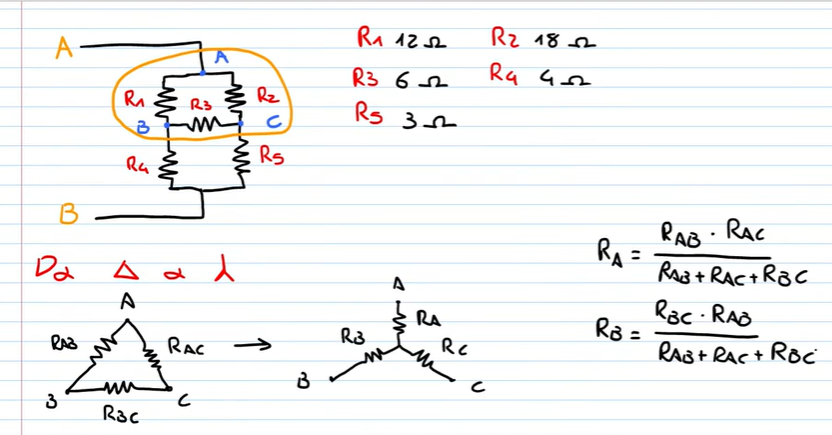 A
A
R1 12 Ω R2 18 Ω
R1 R3 R2
R3 6 Ω R4 4 Ω
B C
R5 3 Ω
R4 R5
B
Da Δ a λ
RA = RAB · RAC / RAB + RAC + RBC
A A
RAB RAC → RB RA RC
RB = RBC · RAB / RAB + RAC + RBC
B C B C
RBC